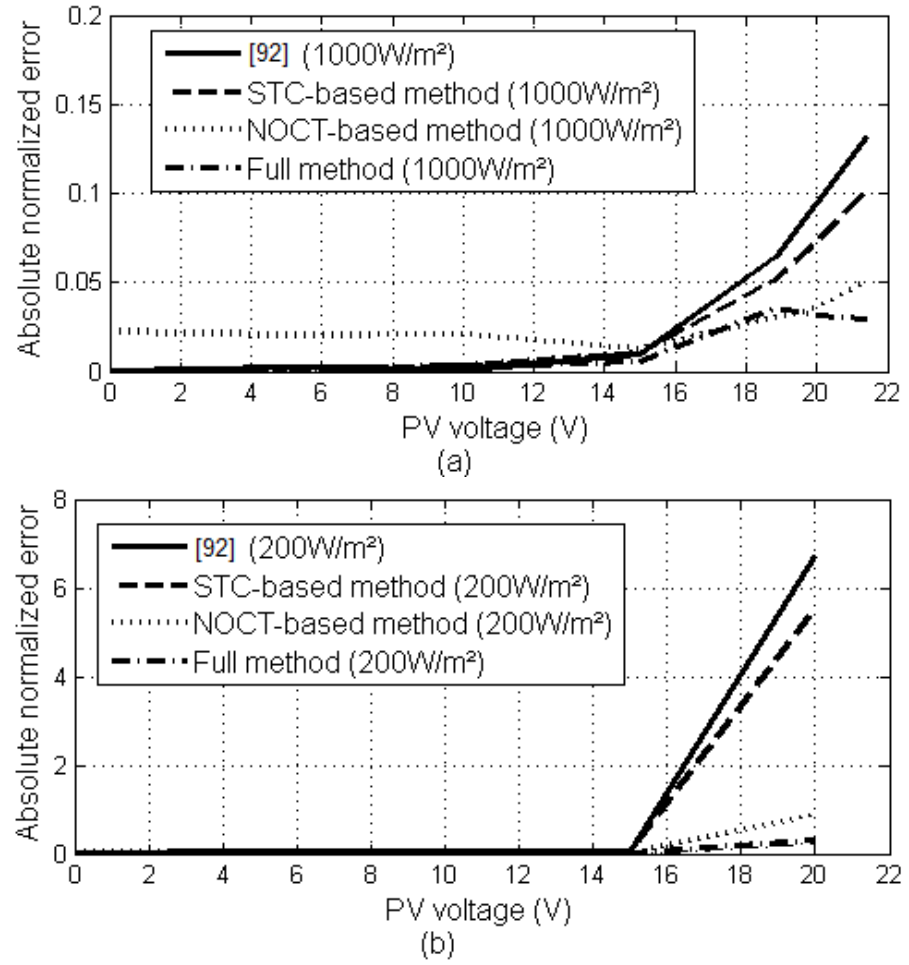 0.2
0.15
0.1
0.05
0
Absolute normalized error
[92] (1000W/m²)
STC-based method (1000W/m²)
NOCT-based method (1000W/m²)
Full method (1000W/m²)
0 2 4 6 8 10 12 14 16 18 20 22
PV voltage (V)
(a)
8
6
4
2
0
Absolute normalized error
[92] (200W/m²)
STC-based method (200W/m²)
NOCT-based method (200W/m²)
Full method (200W/m²)
0 2 4 6 8 10 12 14 16 18 20 22
PV voltage (V)
(b)